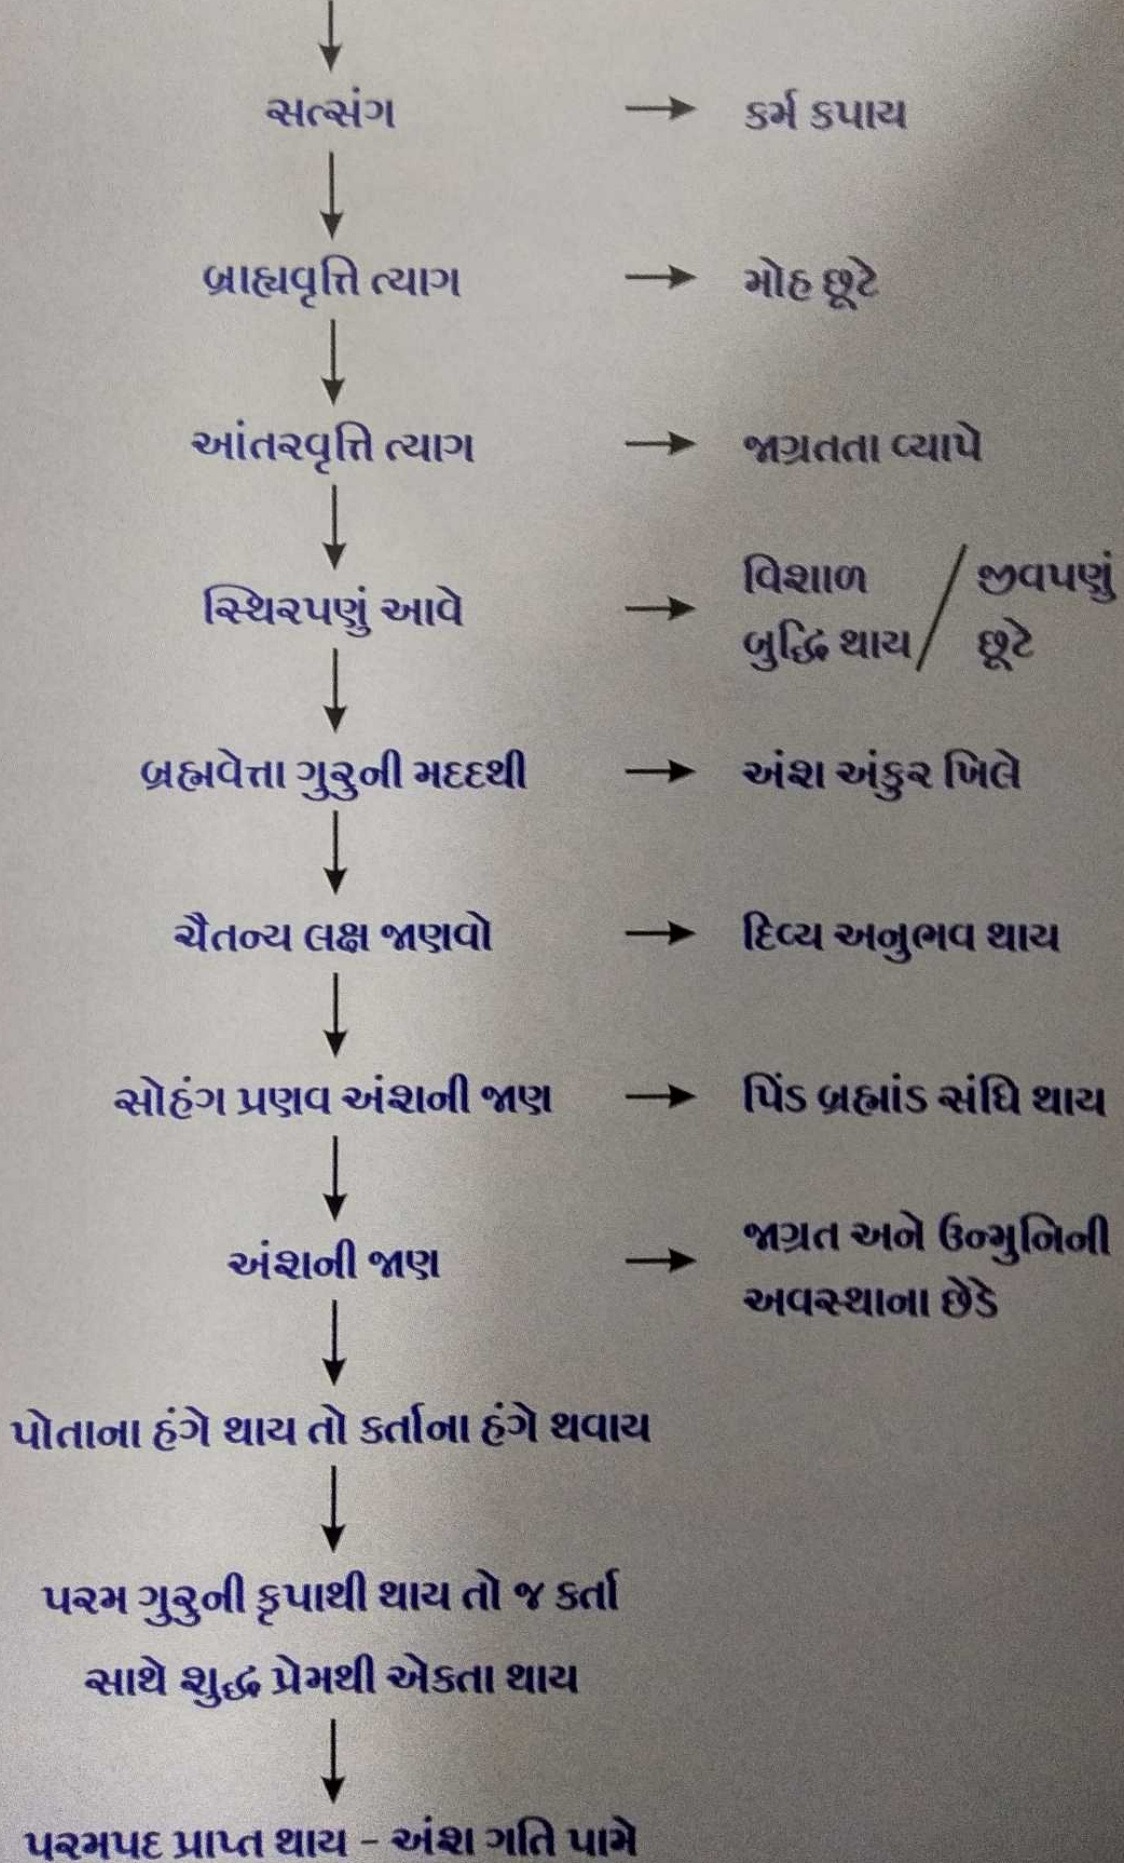 સત્સંગ → કર્મ કપાય
બ્રાહ્યવૃત્તિ ત્યાગ → મોહ છૂટે
આંતરવૃત્તિ ત્યાગ → જાગ્રતતા વ્યાપે
સ્થિરપણું આવે → વિશાળ / જીવપણું
બુદ્ધિ થાય / છૂટે
બ્રહ્મવેત્તા ગુરુની મદદથી → અંશ અંકુર ખિલે
ચૈતન્ય લક્ષ જાણવો → દિવ્ય અનુભવ થાય
સોહંગ પ્રણવ અંશની જાણ → પિંડ બ્રહ્માંડ સંધિ થાય
અંશની જાણ → જાગ્રત અને ઉન્મુનિની
અવસ્થાના છેડે
પોતાના હંગે થાય તો કર્તાના હંગે થવાય
પરમ ગુરુની કૃપાથી થાય તો જ કર્તા
સાથે શુદ્ધ પ્રેમથી એકતા થાય
પરમપદ પ્રાપ્ત થાય - અંશ ગતિ પામે